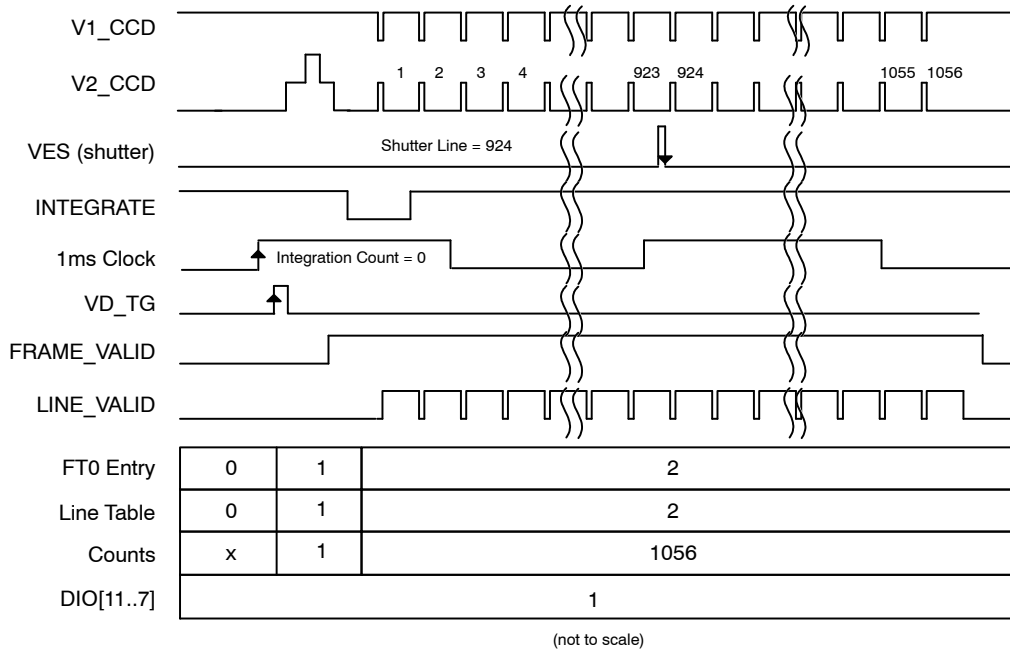 V1_CCD
V2_CCD
1 2 3 4 923 924 1055 1056
VES (shutter)
Shutter Line = 924
INTEGRATE
1ms Clock
Integration Count = 0
VD_TG
FRAME_VALID
LINE_VALID
FT0 Entry 0 1 2
Line Table 0 1 2
Counts x 1 1056
DIO[11..7] 1
(not to scale)